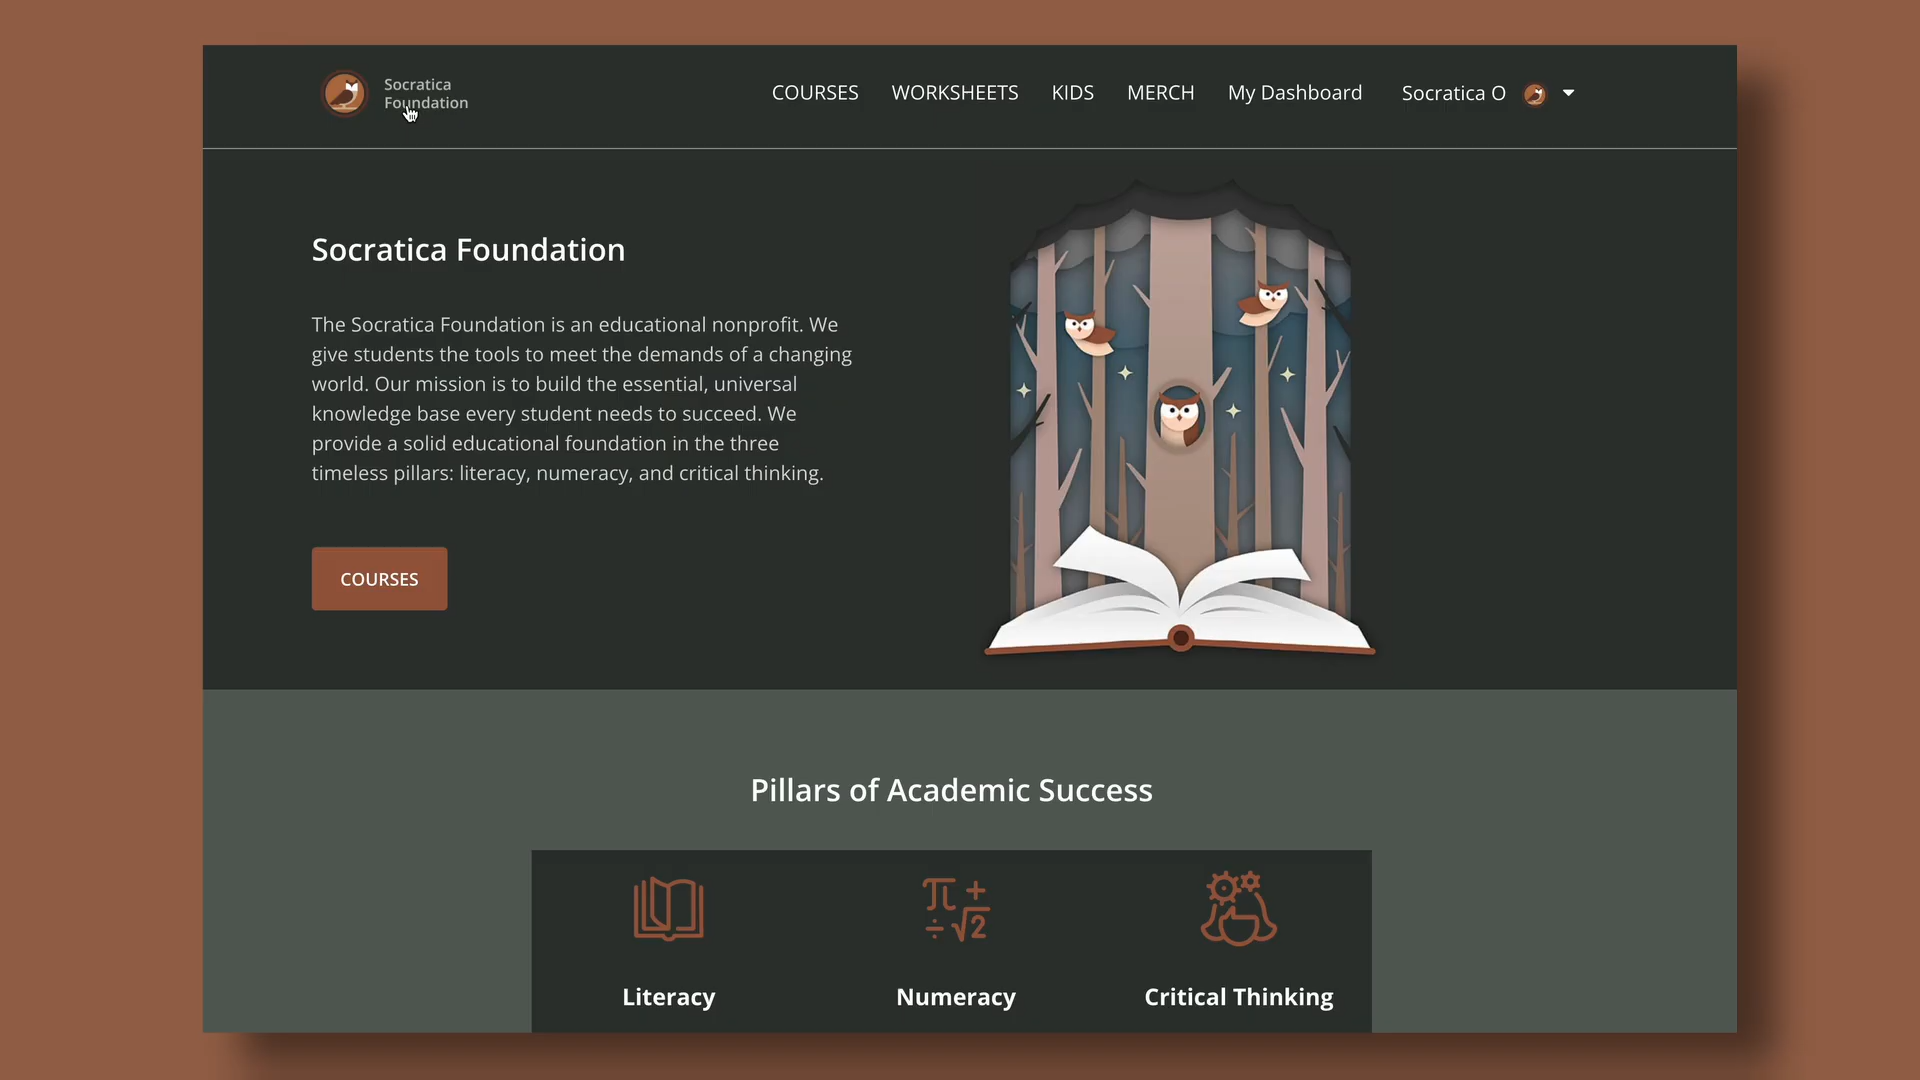 Socratica
Foundation
COURSES WORKSHEETS KIDS MERCH My Dashboard Socratica O
Socratica Foundation
The Socratica Foundation is an educational nonprofit. We
give students the tools to meet the demands of a changing
world. Our mission is to build the essential, universal
knowledge base every student needs to succeed. We
provide a solid educational foundation in the three
timeless pillars: literacy, numeracy, and critical thinking.
COURSES
Pillars of Academic Success
π +
÷ √2
Literacy Numeracy Critical Thinking